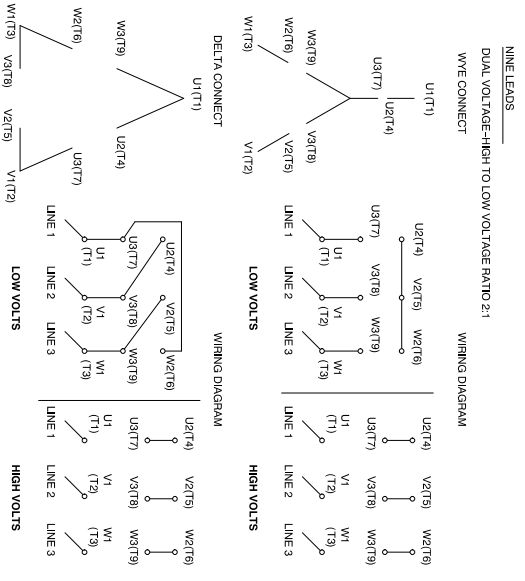 NINE LEADS
DUAL VOLTAGE–HIGH TO LOW VOLTAGE RATIO 2:1
WYE CONNECT
U1(T1)
U3(T7)
U2(T4)
W3(T9)
V3(T8)
W2(T6)
V2(T5)
W1(T3)
V1(T2)
WIRING DIAGRAM
U2(T4) V2(T5) W2(T6)
U3(T7) V3(T8) W3(T9)
U1 V1 W1
(T1) (T2) (T3)
LINE 1 LINE 2 LINE 3
LOW VOLTS
U2(T4) V2(T5) W2(T6)
U3(T7) V3(T8) W3(T9)
U1 V1 W1
(T1) (T2) (T3)
LINE 1 LINE 2 LINE 3
HIGH VOLTS
DELTA CONNECT
U1(T1)
W3(T9)
U2(T4)
W2(T6)
U3(T7)
W1(T3)
V3(T8)
V2(T5)
V1(T2)
WIRING DIAGRAM
U2(T4) V2(T5) W2(T6)
U3(T7) V3(T8) W3(T9)
U1 V1 W1
(T1) (T2) (T3)
LINE 1 LINE 2 LINE 3
LOW VOLTS
U2(T4) V2(T5) W2(T6)
U3(T7) V3(T8) W3(T9)
U1 V1 W1
(T1) (T2) (T3)
LINE 1 LINE 2 LINE 3
HIGH VOLTS